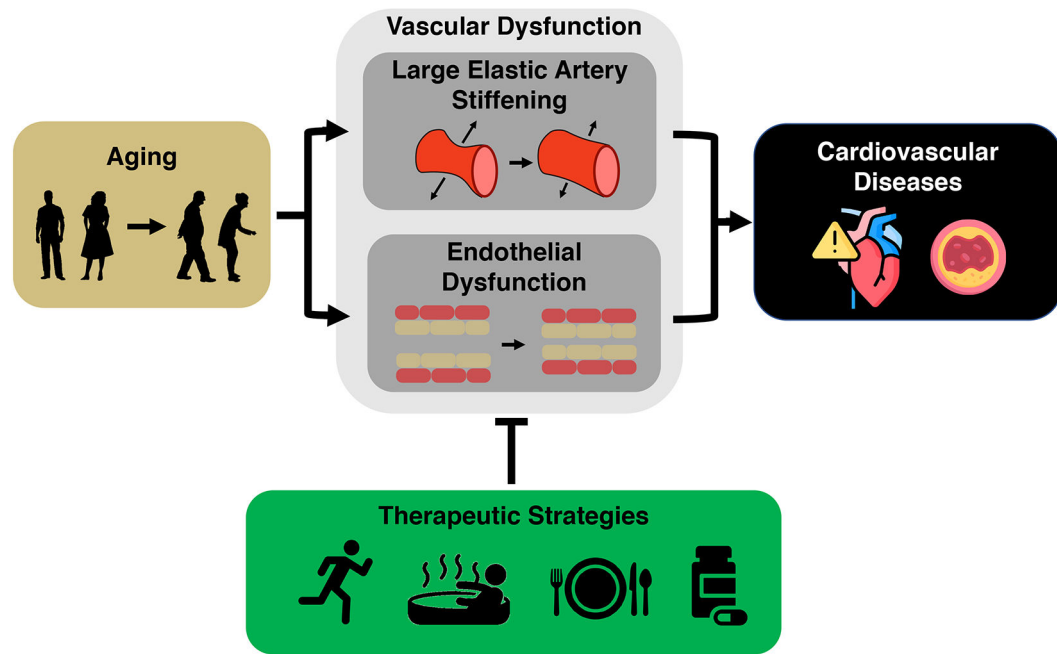 Vascular Dysfunction
Large Elastic Artery
Stiffening
Aging
Cardiovascular
Diseases
Endothelial
Dysfunction
Therapeutic Strategies